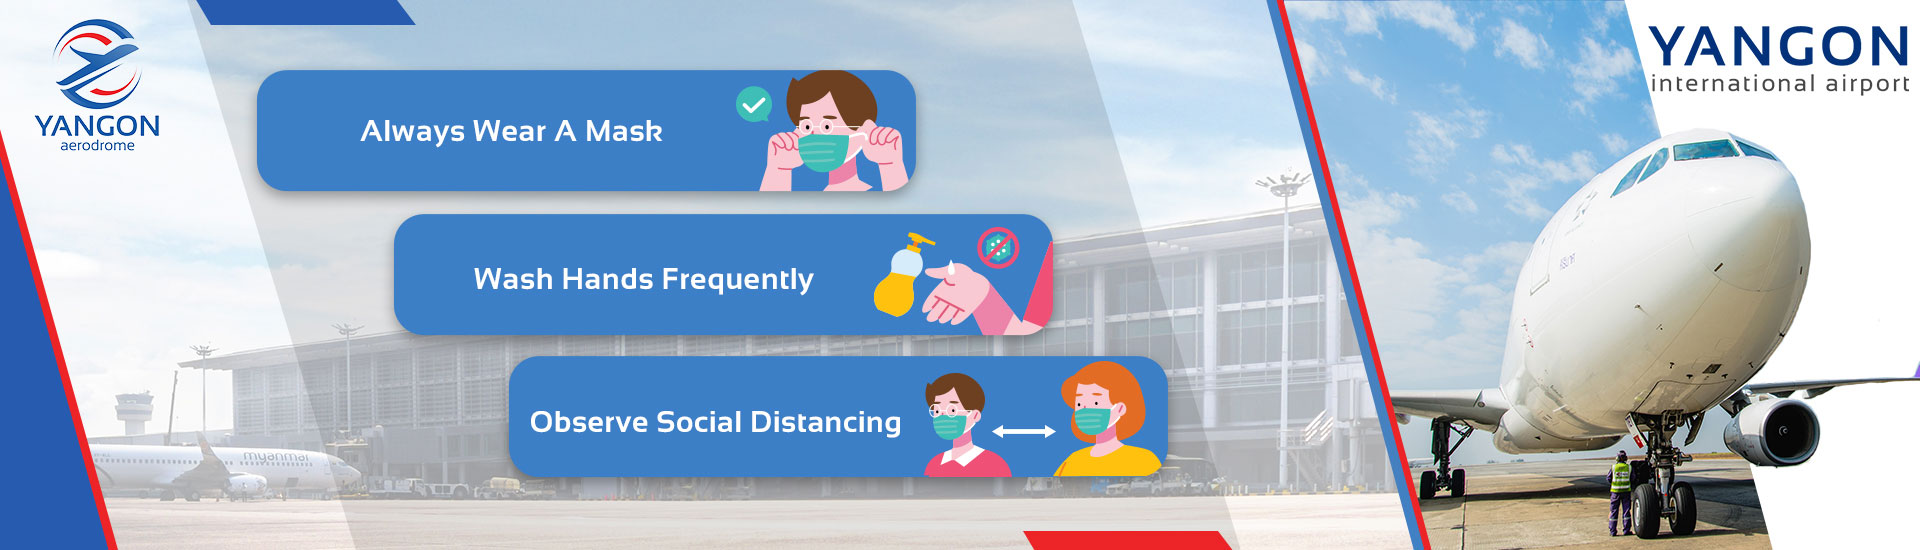 YANGON
aerodrome
Always Wear A Mask
Wash Hands Frequently
Observe Social Distancing
YANGON
international airport
myanmar